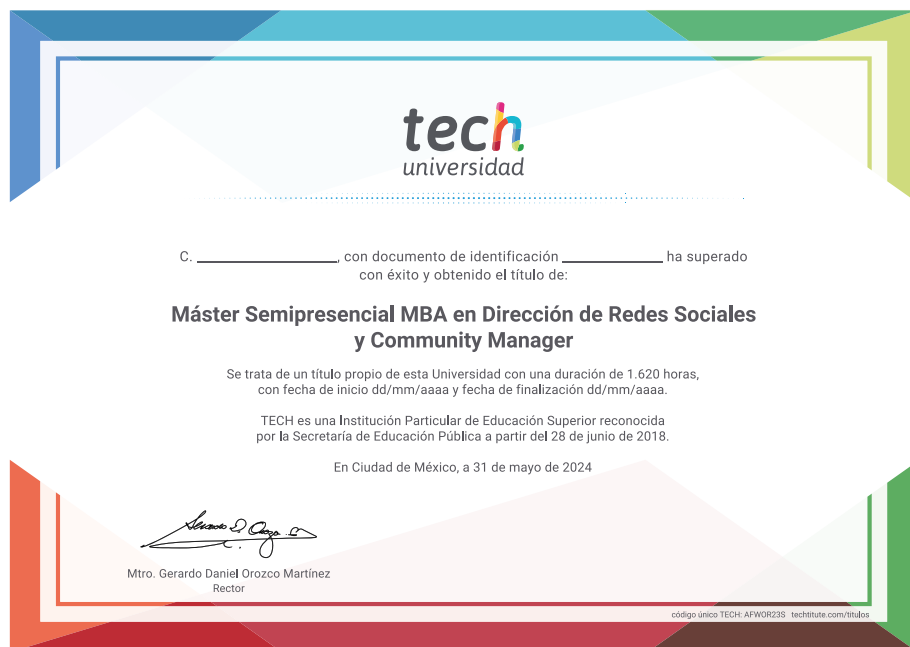 tech
universidad
C. ____________________, con documento de identificación ______________ ha superado
con éxito y obtenido el título de:
Máster Semipresencial MBA en Dirección de Redes Sociales
y Community Manager
Se trata de un título propio de esta Universidad con una duración de 1.620 horas,
con fecha de inicio dd/mm/aaaa y fecha de finalización dd/mm/aaaa.
TECH es una Institución Particular de Educación Superior reconocida
por la Secretaría de Educación Pública a partir del 28 de junio de 2018.
En Ciudad de México, a 31 de mayo de 2024
Mtro. Gerardo Daniel Orozco Martínez
Rector
código único TECH: AFWOR23S techtitute.com/titulos